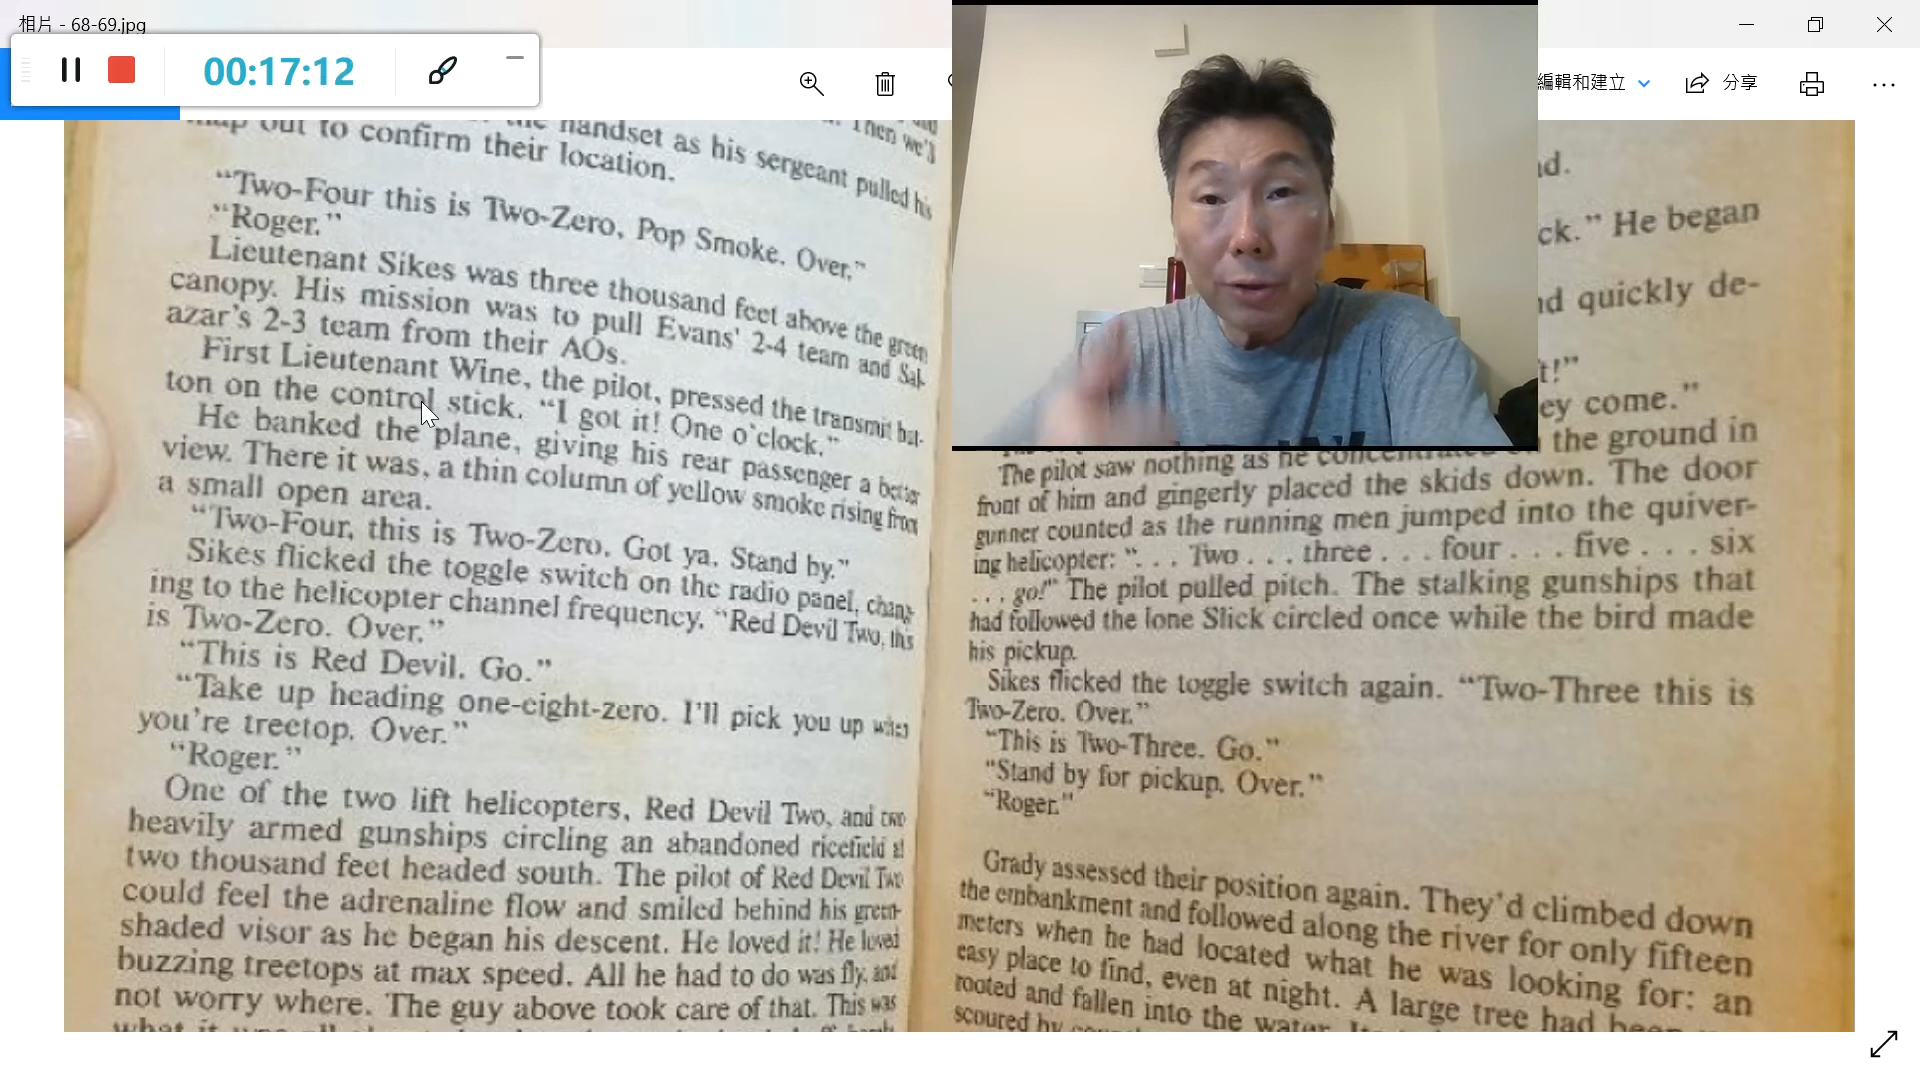 相片 - 68-69.jpg
00:17:12
編輯和建立
分享
Then we'll
handset as his sergeant pulled his
map out to confirm their location.
“Two-Four this is Two-Zero, Pop Smoke. Over.”
“Roger.”
Lieutenant Sikes was three thousand feet above the green
canopy. His mission was to pull Evans' 2-4 team and Sal-
azar's 2-3 team from their AOs.
First Lieutenant Wine, the pilot, pressed the transmit but-
ton on the control stick. “I got it! One o'clock.”
He banked the plane, giving his rear passenger a better
view. There it was, a thin column of yellow smoke rising from
a small open area.
“Two-Four, this is Two-Zero. Got ya. Stand by.”
Sikes flicked the toggle switch on the radio panel, chang-
ing to the helicopter channel frequency. “Red Devil Two, this
is Two-Zero. Over.”
“This is Red Devil. Go.”
“Take up heading one-eight-zero. I'll pick you up when
you're treetop. Over.”
“Roger.”
One of the two lift helicopters, Red Devil Two, and two
heavily armed gunships circling an abandoned ricefield at
two thousand feet headed south. The pilot of Red Devil Two
could feel the adrenaline flow and smiled behind his green-
shaded visor as he began his descent. He loved it! He loved
buzzing treetops at max speed. All he had to do was fly, and
not worry where. The guy above took care of that. This was
what it was all
ck.” He began
quickly de-
t!”
ey come.”
The pilot saw nothing as he concentrated on the ground in
front of him and gingerly placed the skids down. The door
gunner counted as the running men jumped into the quiver-
ing helicopter: “. . . Two . . . three . . . four . . . five . . . six
. . . go!” The pilot pulled pitch. The stalking gunships that
had followed the lone Slick circled once while the bird made
his pickup.
Sikes flicked the toggle switch again. “Two-Three this is
Two-Zero. Over.”
“This is Two-Three. Go.”
“Stand by for pickup. Over.”
“Roger.”
Grady assessed their position again. They'd climbed down
the embankment and followed along the river for only fifteen
meters when he had located what he was looking for: an
easy place to find, even at night. A large tree had been
rooted and fallen into the water.
scoured by